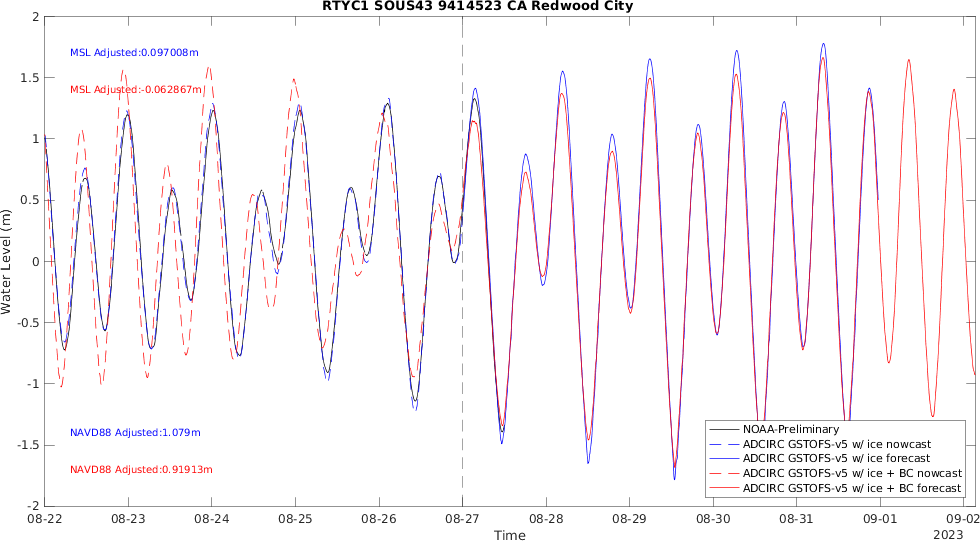 RTYC1 SOUS43 9414523 CA Redwood City
2
1.5
1
0.5
0
-0.5
-1
-1.5
-2
Water Level (m)
MSL Adjusted:0.097008m
MSL Adjusted:-0.062867m
NAVD88 Adjusted:1.079m
NAVD88 Adjusted:0.91913m
NOAA-Preliminary
ADCIRC GSTOFS-v5 w/ ice nowcast
ADCIRC GSTOFS-v5 w/ ice forecast
ADCIRC GSTOFS-v5 w/ ice + BC nowcast
ADCIRC GSTOFS-v5 w/ ice + BC forecast
08-22 08-23 08-24 08-25 08-26 08-27 08-28 08-29 08-30 08-31 09-01 09-02
Time
2023